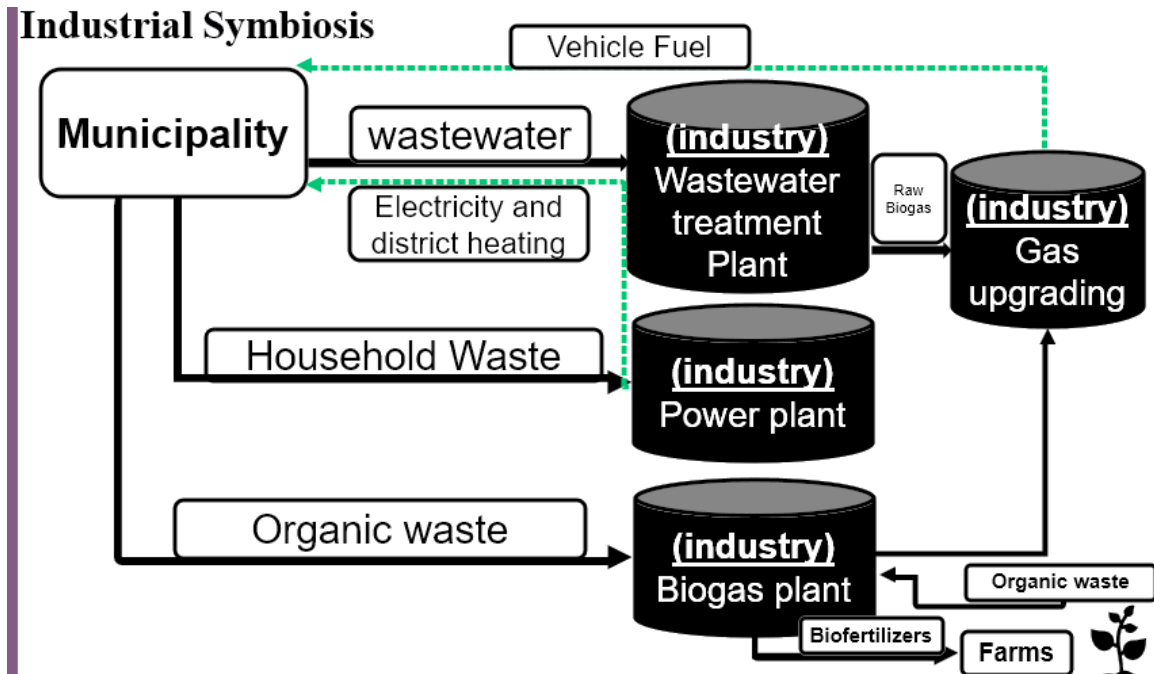 Industrial Symbiosis
Vehicle Fuel
Municipality
wastewater
(industry)
Wastewater
treatment
Plant
Raw
Biogas
(industry)
Gas
upgrading
Electricity and
district heating
Household Waste
(industry)
Power plant
Organic waste
(industry)
Biogas plant
Organic waste
Biofertilizers
Farms